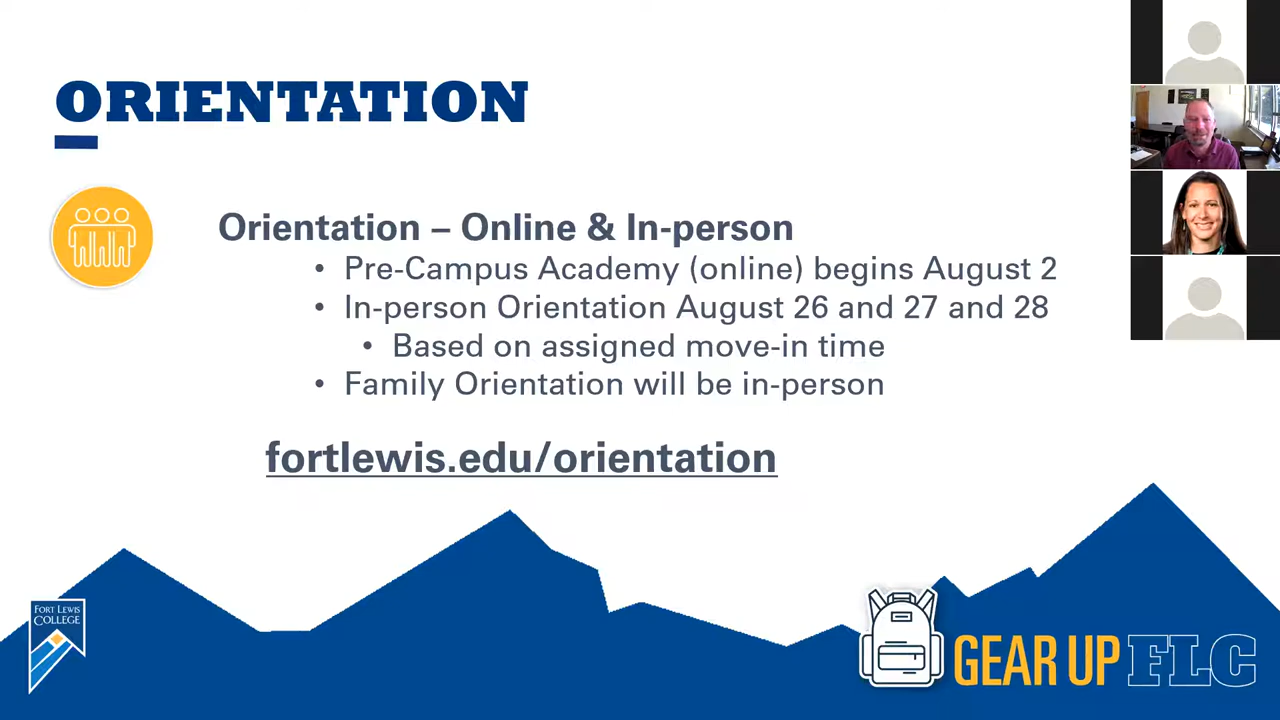 ORIENTATION
Orientation – Online & In-person
• Pre-Campus Academy (online) begins August 2
• In-person Orientation August 26 and 27 and 28
• Based on assigned move-in time
• Family Orientation will be in-person
fortlewis.edu/orientation
FORT LEWIS
COLLEGE
GEAR UP FLC